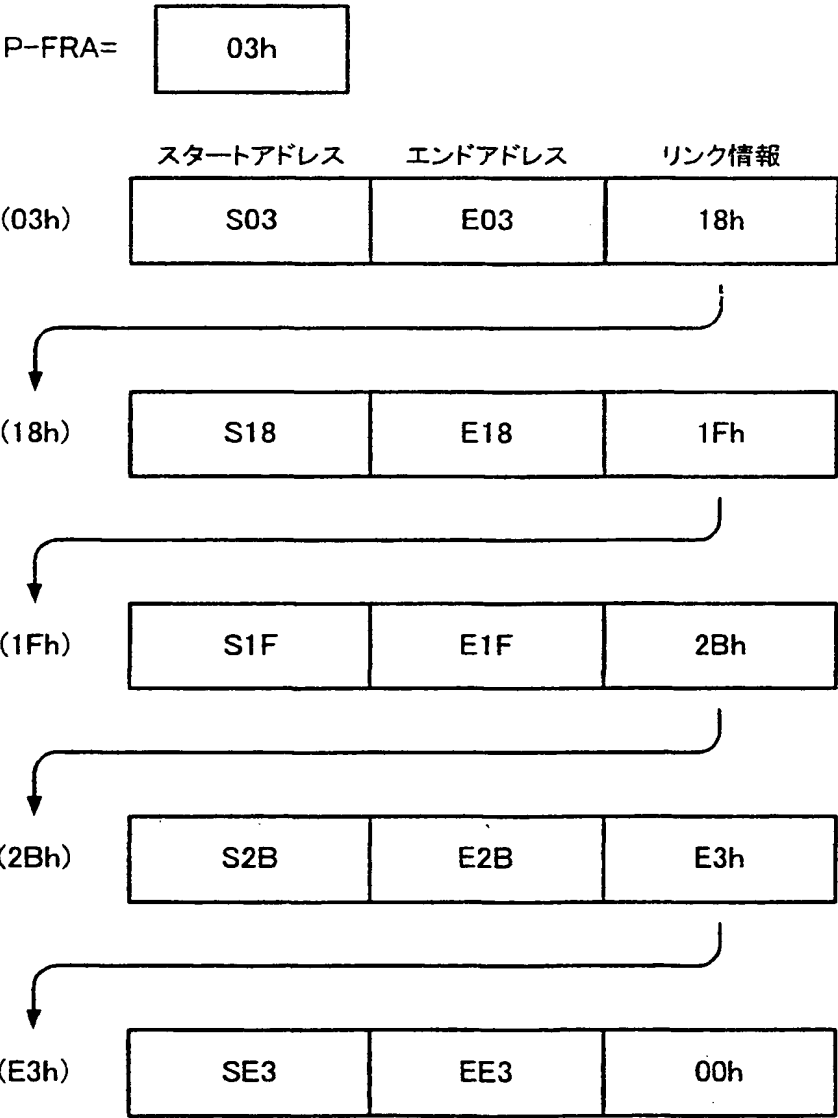 P-FRA= 03h
スタートアドレス エンドアドレス リンク情報
(03h) S03 E03 18h
(18h) S18 E18 1Fh
(1Fh) S1F E1F 2Bh
(2Bh) S2B E2B E3h
(E3h) SE3 EE3 00h